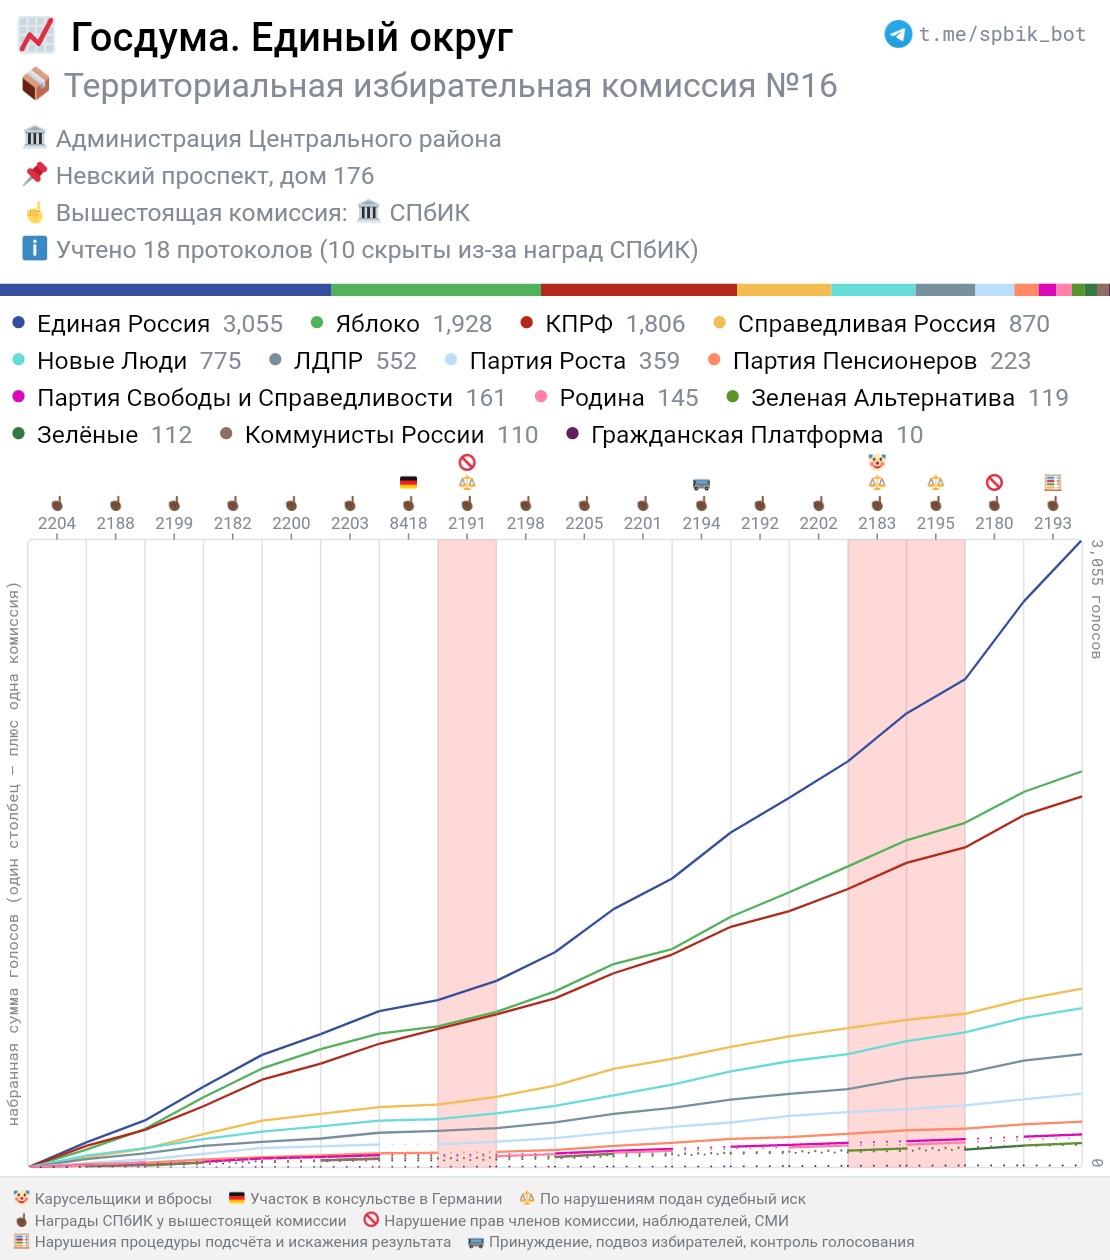 Госдума. Единый округ
t.me/spbik_bot
Территориальная избирательная комиссия №16
Администрация Центрального района
Невский проспект, дом 176
Вышестоящая комиссия: СПбИК
Учтено 18 протоколов (10 скрыты из-за наград СПбИК)
Единая Россия 3,055 Яблоко 1,928 КПРФ 1,806 Справедливая Россия 870
Новые Люди 775 ЛДПР 552 Партия Роста 359 Партия Пенсионеров 223
Партия Свободы и Справедливости 161 Родина 145 Зеленая Альтернатива 119
Зелёные 112 Коммунисты России 110 Гражданская Платформа 10
2204 2188 2199 2182 2200 2203 8418 2191 2198 2205 2201 2194 2192 2202 2183 2195 2180 2193
набранная сумма голосов (один столбец — плюс одна комиссия)
3,055 голосов
0
Карусельщики и вбросы Участок в консульстве в Германии По нарушениям подан судебный иск
Награды СПбИК у вышестоящей комиссии Нарушение прав членов комиссии, наблюдателей, СМИ
Нарушения процедуры подсчёта и искажения результата Принуждение, подвоз избирателей, контроль голосования